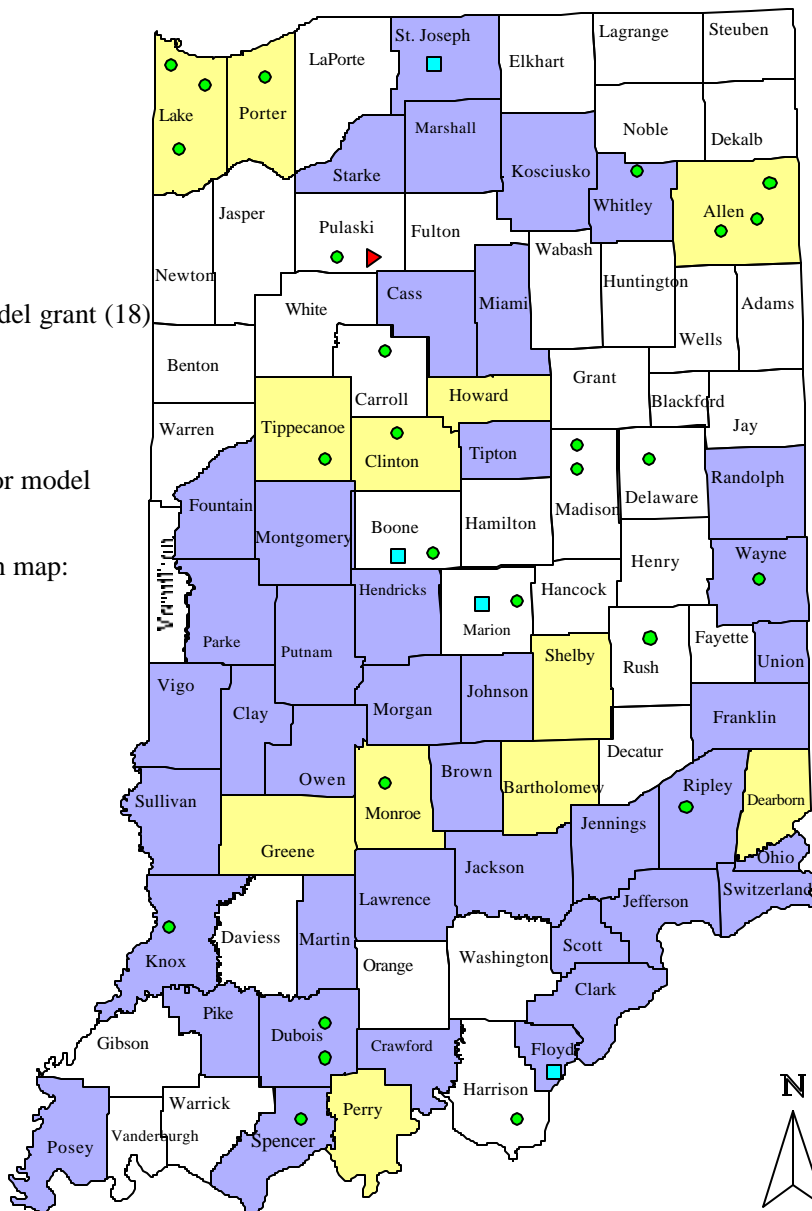 St. Joseph
LaPorte
Elkhart
Lagrange
Steuben
Lake
Porter
Marshall
Noble
Dekalb
Starke
Kosciusko
Whitley
Allen
Jasper
Pulaski
Fulton
Newton
Wabash
Huntington
Cass
Miami
White
Adams
del grant (18)
Wells
Benton
Carroll
Howard
Grant
Blackford
Jay
Warren
Tippecanoe
Clinton
Tipton
or model
Fountain
Montgomery
Boone
Hamilton
Madison
Delaware
Randolph
n map:
Vermillion
Hendricks
Marion
Hancock
Henry
Wayne
Parke
Putnam
Shelby
Rush
Fayette
Union
Vigo
Clay
Morgan
Johnson
Franklin
Owen
Decatur
Sullivan
Monroe
Brown
Bartholomew
Jennings
Ripley
Dearborn
Greene
Ohio
Jackson
Lawrence
Jefferson
Switzerland
Knox
Daviess
Martin
Orange
Washington
Scott
Clark
Pike
Gibson
Dubois
Crawford
Floyd
Harrison
Warrick
Perry
Posey
Vanderburgh
Spencer
N